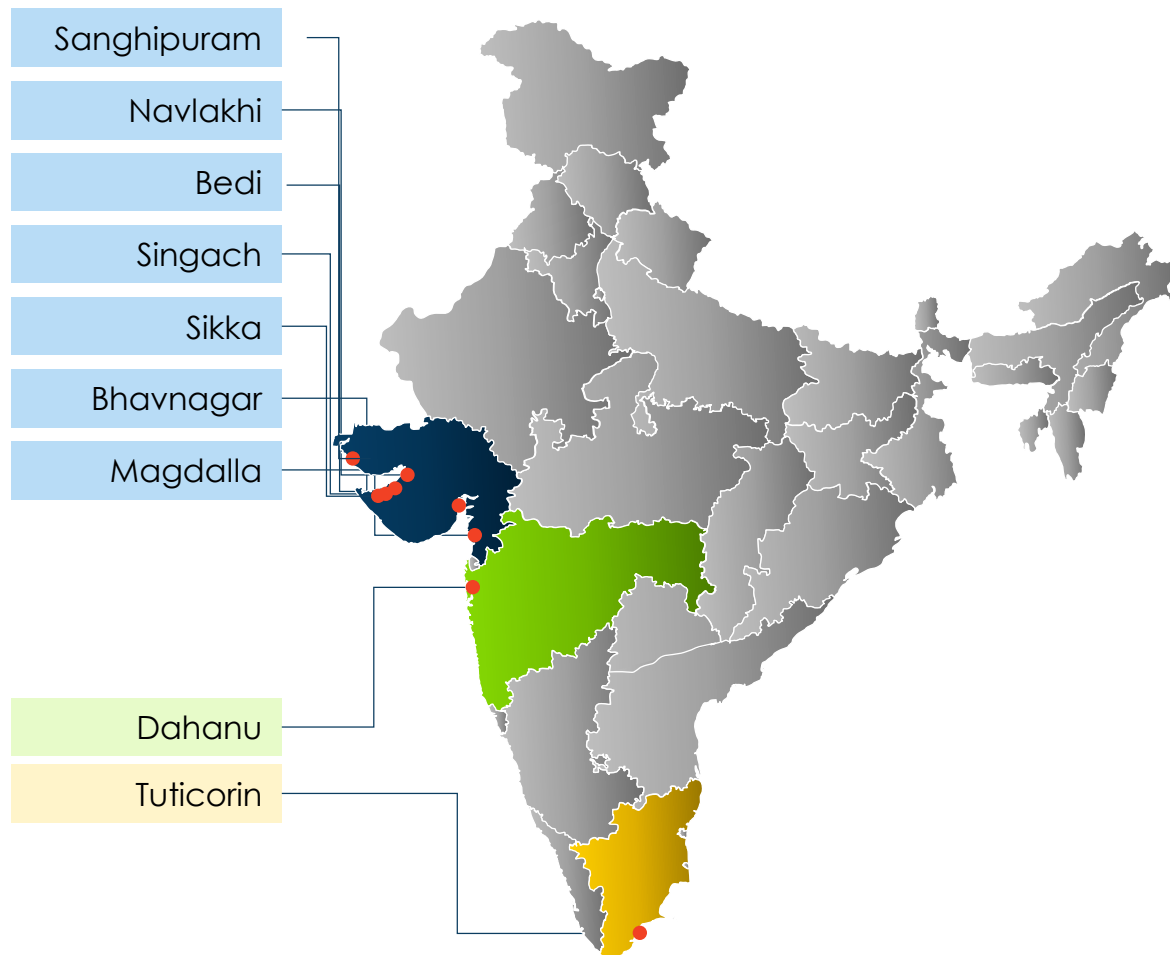 Sanghipuram
Navlakhi
Bedi
Singach
Sikka
Bhavnagar
Magdalla
Dahanu
Tuticorin